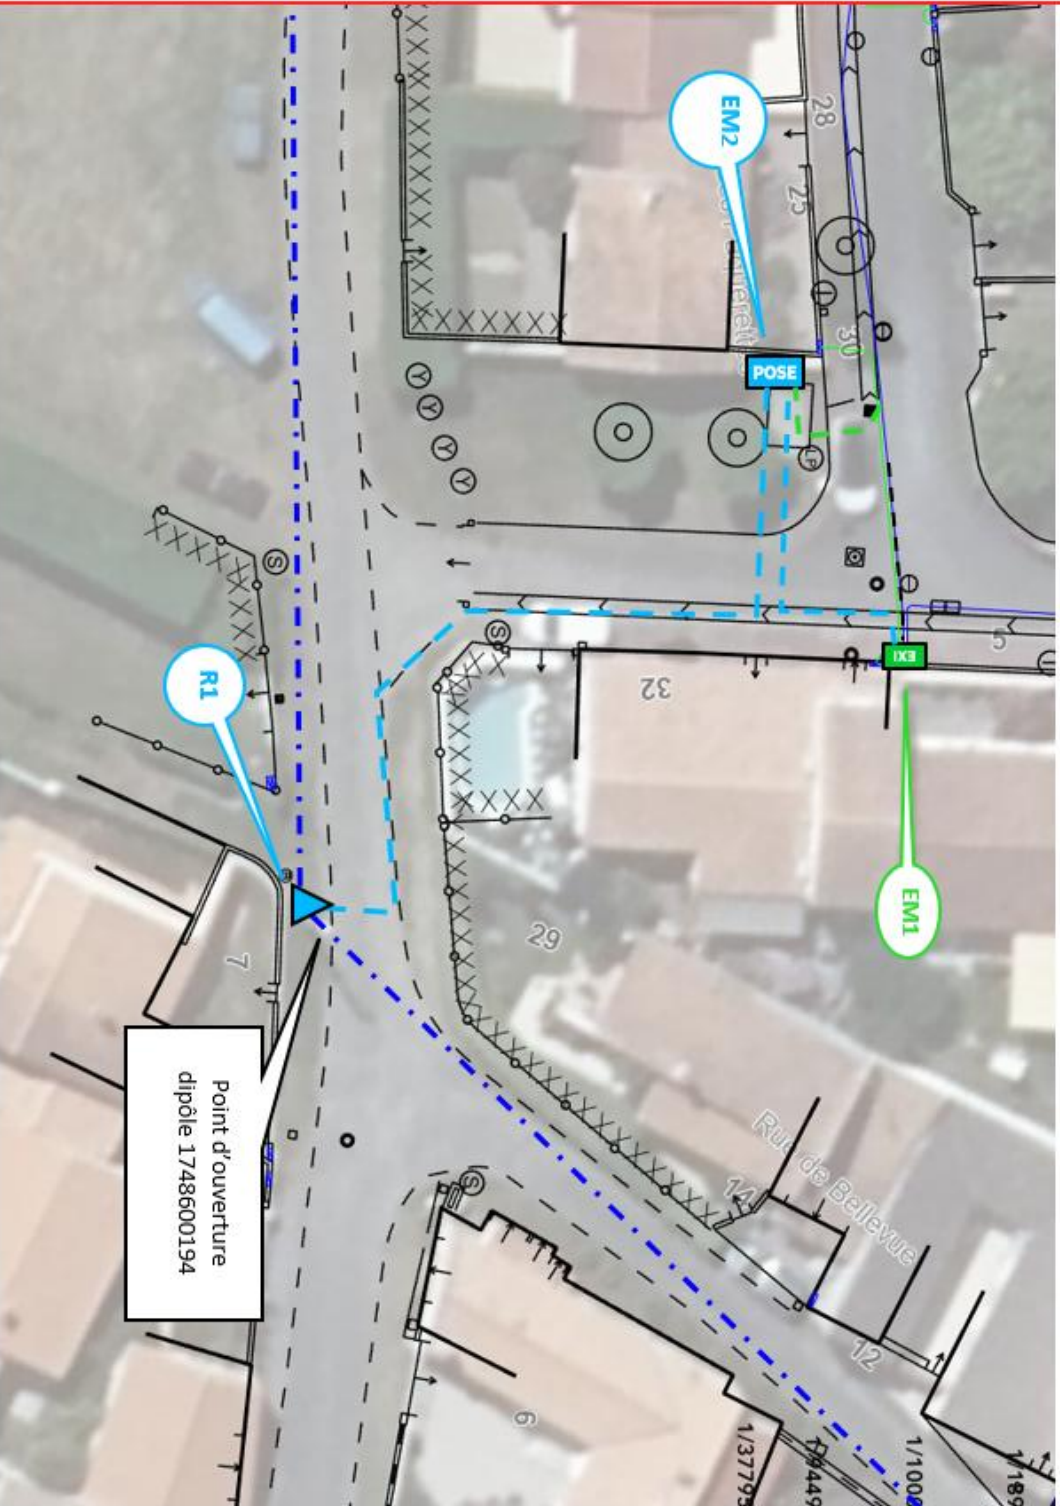 EM2
28
25
30
POSE
LP
S
Y
Y
Y
Y
P
P
S
R1
32
5
EXI
EM1
29
7
Point d'ouverture
dipôle 1748600194
Rue de Bellevue
14
12
S
6